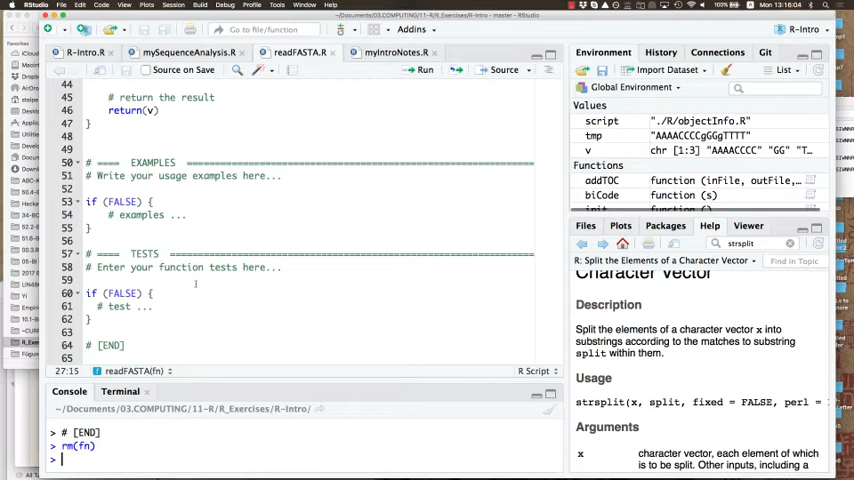 RStudio File Edit Code View Plots Session Build Debug Profile Tools Window Help 100% Fri Mar 13 13:16:04
~/Documents/03.COMPUTING/11-R/R_Exercises/R-Intro - master - RStudio
Go to file/function
Addins
R-Intro
R-Intro.R
mySequenceAnalysis.R
readFASTA.R
myIntroNotes.R
Source on Save
Run
Source
44
45 # return the result
46 return(v)
47 }
48
49
50 # ==== EXAMPLES ====
51 # Write your usage examples here...
52
53 if (FALSE) {
54 # examples ...
55 }
56
57 # ==== TESTS ====
58 # Enter your function tests here...
59
60 if (FALSE) {
61 # test ...
62 }
63
64 # [END]
65
27:15 readFASTA(fn) R Script
Console Terminal
~/Documents/03.COMPUTING/11-R/R_Exercises/R-Intro/
> # [END]
> rm(fn)
>
Environment History Connections Git
Import Dataset List
Global Environment
Values
script "./R/objectInfo.R"
tmp "AAAACCCCgGGgTTTT"
v chr [1:3] "AAAACCCC" "GG" "T…
Functions
addTOC function (inFile, outFile,…
biCode function (s)
Files Plots Packages Help Viewer
strsplit
R: Split the Elements of a Character Vector Find in Topic
Character Vector
Description
Split the elements of a character vector x into
substrings according to the matches to substring
split within them.
Usage
strsplit(x, split, fixed = FALSE, perl =
Arguments
x character vector, each element of which
is to be split. Other inputs, including a